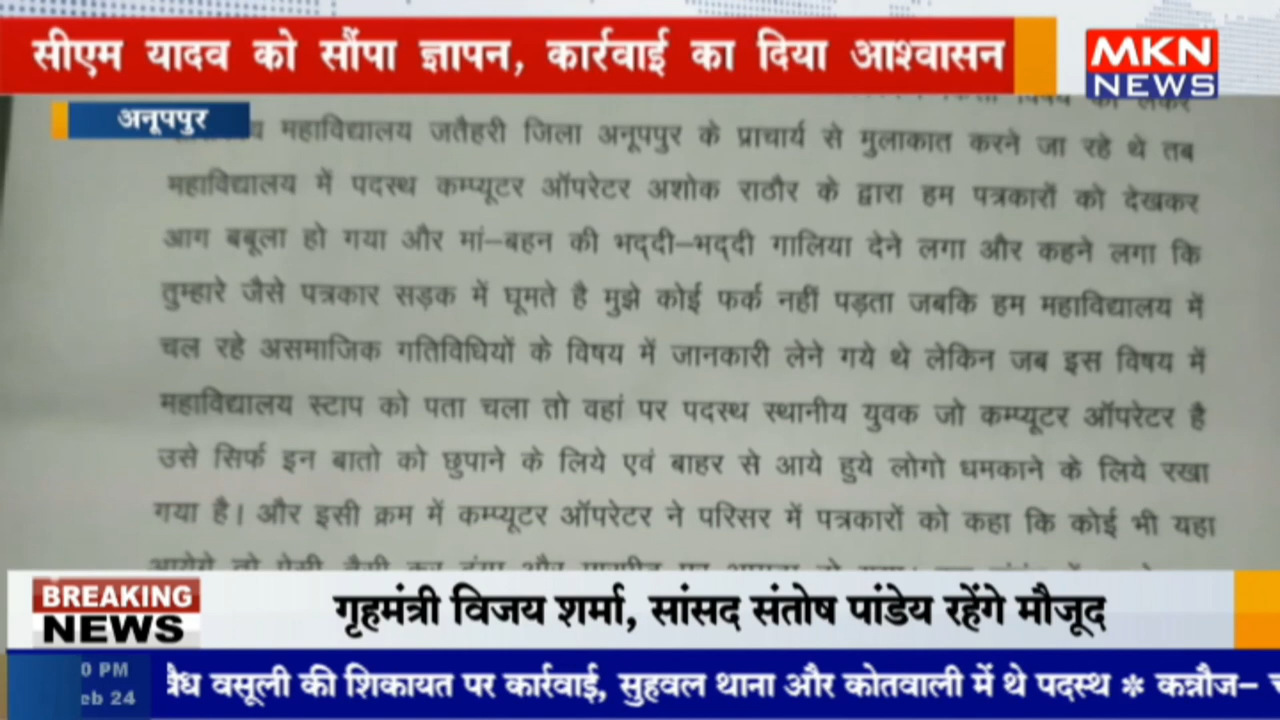 सीएम यादव को सौंपा ज्ञापन, कार्रवाई का दिया आश्वासन
MKN
NEWS
अनूपपुर
महाविद्यालय जतैहरी जिला अनूपपुर के प्राचार्य से मुलाकात करने जा रहे थे तब
महाविद्यालय में पदस्थ कम्प्यूटर ऑपरेटर अशोक राठौर के द्वारा हम पत्रकारों को देखकर
आग बबूला हो गया और मां–बहन की भद्दी–भद्दी गालिया देने लगा और कहने लगा कि
तुम्हारे जैसे पत्रकार सड़क में घूमते है मुझे कोई फर्क नहीं पड़ता जबकि हम महाविद्यालय में
चल रहे असमाजिक गतिविधियों के विषय में जानकारी लेने गये थे लेकिन जब इस विषय में
महाविद्यालय स्टाप को पता चला तो वहां पर पदस्थ स्थानीय युवक जो कम्प्यूटर ऑपरेटर है
उसे सिर्फ इन बातो को छुपाने के लिये एवं बाहर से आये हुये लोगो धमकाने के लिये रखा
गया है। और इसी क्रम में कम्प्यूटर ऑपरेटर ने परिसर में पत्रकारों को कहा कि कोई भी यहा
BREAKING
NEWS
गृहमंत्री विजय शर्मा, सांसद संतोष पांडेय रहेंगे मौजूद
0 PM
eb 24
वसूली की शिकायत पर कार्रवाई, सुहवल थाना और कोतवाली में थे पदस्थ * कन्नौज–